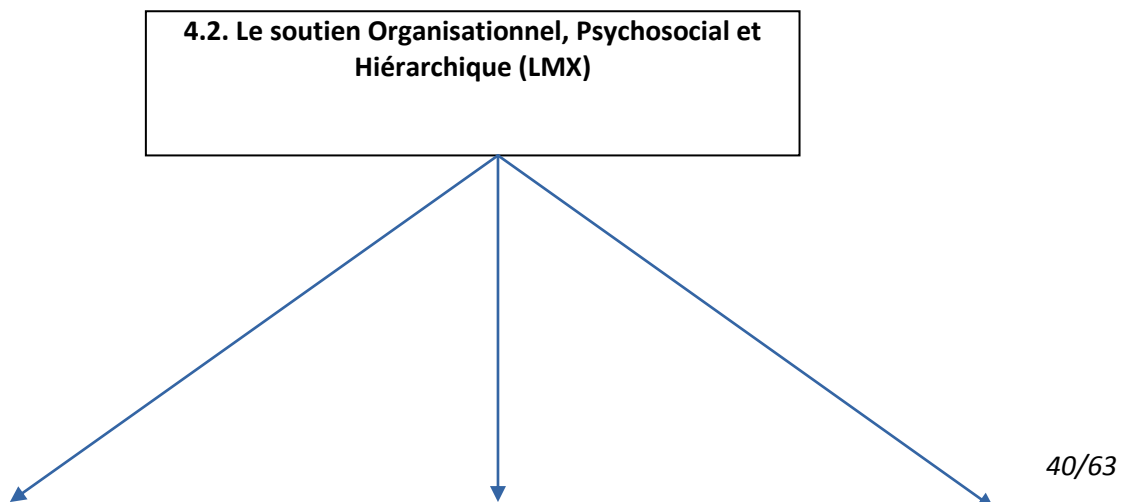 4.2. Le soutien Organisationnel, Psychosocial et
Hiérarchique (LMX)
40/63